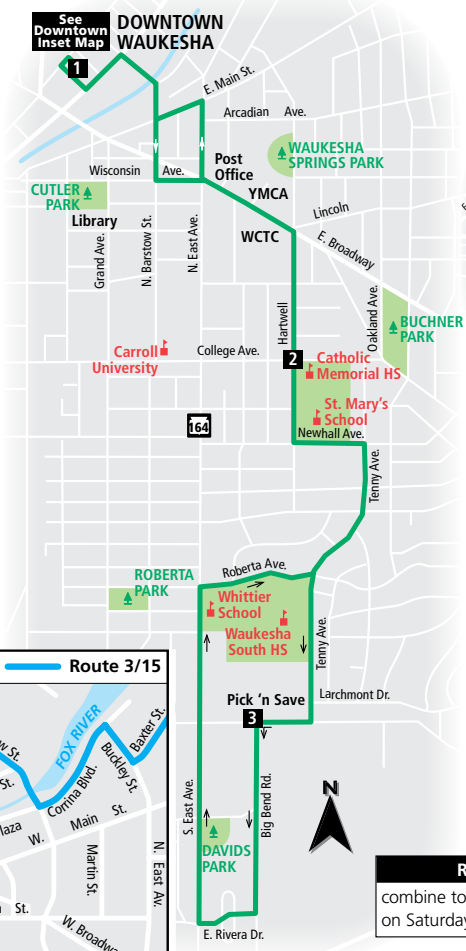 See
Downtown
Inset Map
DOWNTOWN
WAUKESHA
1
E. Main St.
Arcadian Ave.
Post
Office
WAUKESHA
SPRINGS PARK
Wisconsin Ave.
YMCA
CUTLER
PARK
Library
Lincoln
WCTC
E. Broadway
Grand Ave.
N. Barstow St.
N. East Ave.
Hartwell
Oakland Ave.
BUCHNER
PARK
Carroll
University
College Ave.
2
Catholic
Memorial HS
St. Mary's
School
164
Newhall Ave.
Tenny Ave.
Roberta Ave.
ROBERTA
PARK
Whittier
School
Waukesha
South HS
Tenny Ave.
Pick 'n Save
Larchmont Dr.
3
S. East Ave.
Big Bend Rd.
N
DAVIDS
PARK
E. Rivera Dr.
Route 3/15
FOX RIVER
Baxter St.
Buckley St.
Corrina Blvd.
w St.
St.
laza
W. Main St.
Martin St.
N. East Av.
St.
W. Broadw
R
combine to
on Saturday